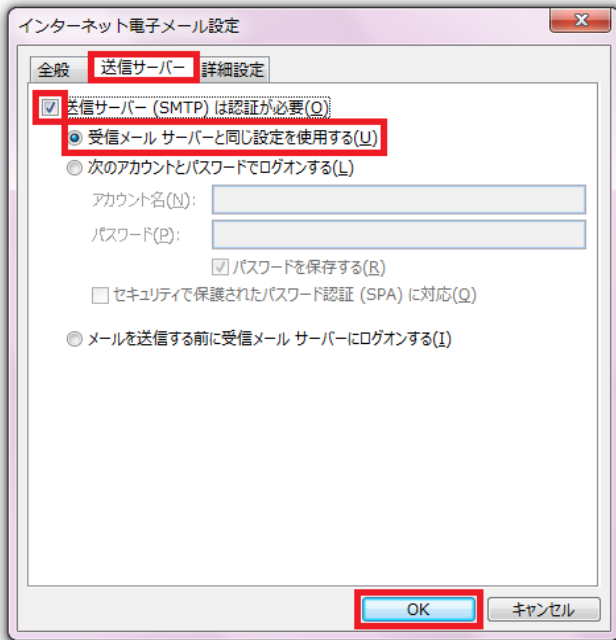 インターネット電子メール設定
全般 送信サーバー 詳細設定
送信サーバー (SMTP) は認証が必要(O)
受信メール サーバーと同じ設定を使用する(U)
次のアカウントとパスワードでログオンする(L)
アカウント名(N):
パスワード(P):
パスワードを保存する(R)
セキュリティで保護されたパスワード認証 (SPA) に対応(Q)
メールを送信する前に受信メール サーバーにログオンする(I)
OK キャンセル